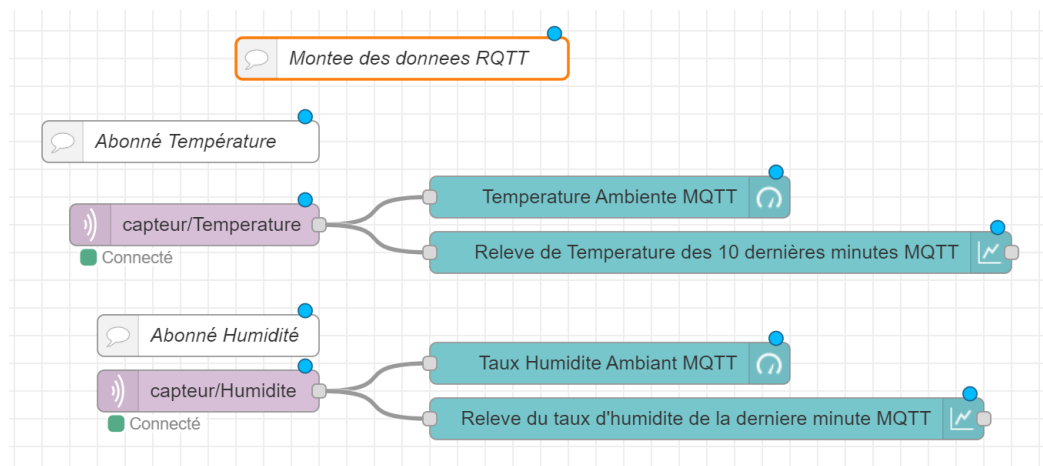 Montee des donnees RQTT
Abonné Température
Temperature Ambiente MQTT
capteur/Temperature
Connecté
Releve de Temperature des 10 dernières minutes MQTT
Abonné Humidité
Taux Humidite Ambiant MQTT
capteur/Humidite
Connecté
Releve du taux d'humidite de la derniere minute MQTT